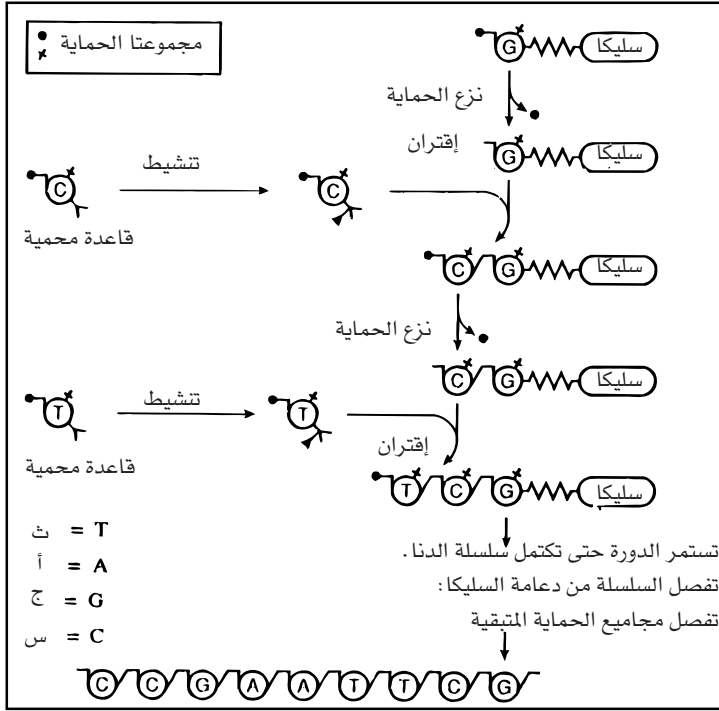 مجموعتا الحماية
G سليكا
نزع الحماية
إقتران
G سليكا
C تنشيط C
قاعدة محمية
C G سليكا
نزع الحماية
C G سليكا
T تنشيط T
إقتران
قاعدة محمية
T C G سليكا
T = ث
A = أ
G = ج
C = س
تستمر الدورة حتى تكتمل سلسلة الدنا.
تفصل السلسلة من دعامة السليكا:
تفصل مجاميع الحماية المتبقية
C C G A A T T C G